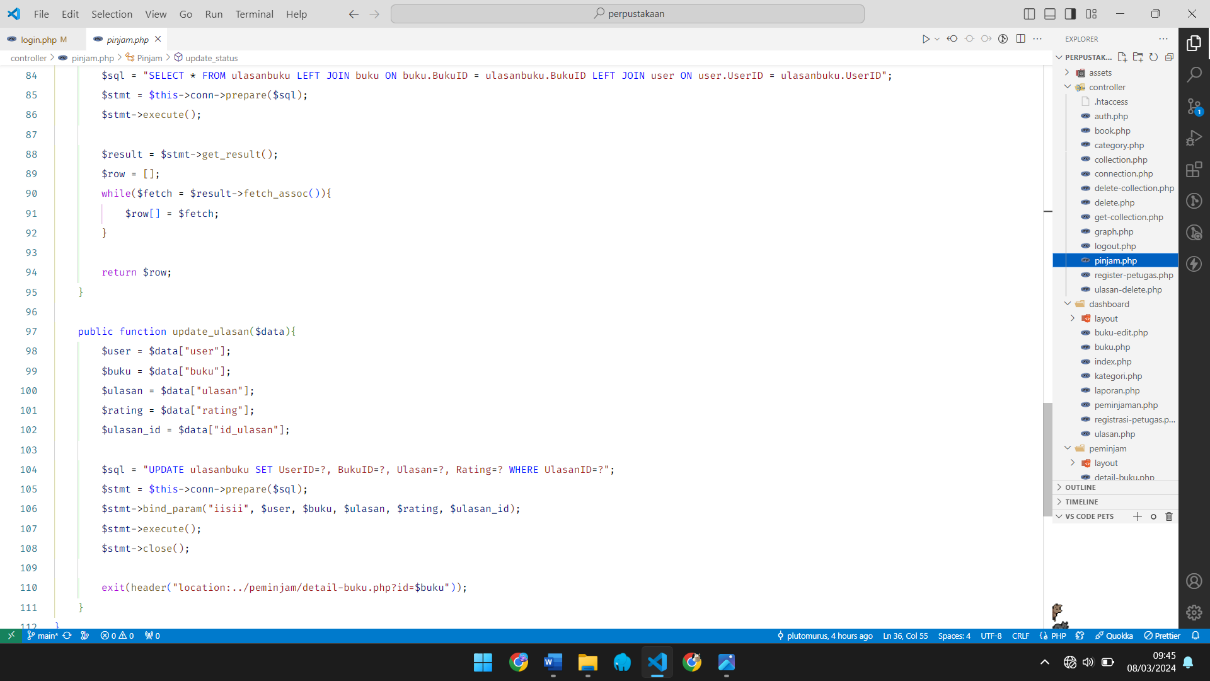 File Edit Selection View Go Run Terminal Help
perpustakaan
login.php M
pinjam.php
controller > pinjam.php > Pinjam > update_status
84 $sql = "SELECT * FROM ulasanbuku LEFT JOIN buku ON buku.BukuID = ulasanbuku.BukuID LEFT JOIN user ON user.UserID = ulasanbuku.UserID";
85 $stmt = $this->conn->prepare($sql);
86 $stmt->execute();
87
88 $result = $stmt->get_result();
89 $row = [];
90 while($fetch = $result->fetch_assoc()){
91 $row[] = $fetch;
92 }
93
94 return $row;
95 }
96
97 public function update_ulasan($data){
98 $user = $data["user"];
99 $buku = $data["buku"];
100 $ulasan = $data["ulasan"];
101 $rating = $data["rating"];
102 $ulasan_id = $data["id_ulasan"];
103
104 $sql = "UPDATE ulasanbuku SET UserID=?, BukuID=?, Ulasan=?, Rating=? WHERE UlasanID=?";
105 $stmt = $this->conn->prepare($sql);
106 $stmt->bind_param("iisii", $user, $buku, $ulasan, $rating, $ulasan_id);
107 $stmt->execute();
108 $stmt->close();
109
110 exit(header("location:../peminjam/detail-buku.php?id=$buku"));
111 }
112 }
EXPLORER
PERPUSTAK...
assets
controller
.htaccess
auth.php
book.php
category.php
collection.php
connection.php
delete-collection.php
delete.php
get-collection.php
graph.php
logout.php
pinjam.php
register-petugas.php
ulasan-delete.php
dashboard
layout
buku-edit.php
buku.php
index.php
kategori.php
laporan.php
peminjaman.php
registrasi-petugas.p...
ulasan.php
peminjam
layout
detail-buku.php
OUTLINE
TIMELINE
VS CODE PETS
1
main* 0 0 0
plutomurus, 4 hours ago Ln 36, Col 55 Spaces: 4 UTF-8 CRLF PHP Quokka Prettier
09:45
08/03/2024